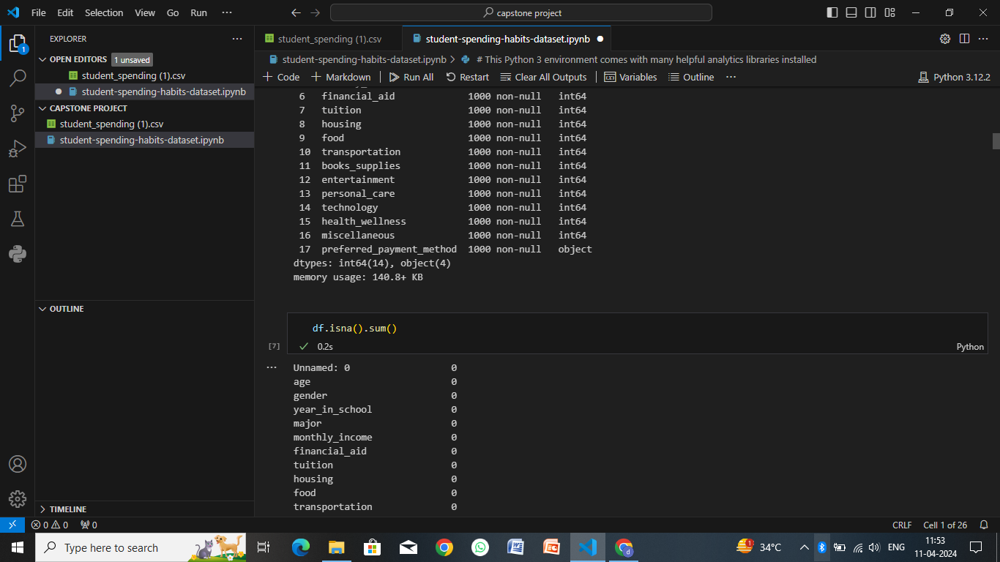 File Edit Selection View Go Run ··· capstone project
EXPLORER ···
OPEN EDITORS 1 unsaved
student_spending (1).csv
student-spending-habits-dataset.ipynb
CAPSTONE PROJECT
student_spending (1).csv
student-spending-habits-dataset.ipynb
OUTLINE
TIMELINE
1
student_spending (1).csv student-spending-habits-dataset.ipynb
student-spending-habits-dataset.ipynb > # This Python 3 environment comes with many helpful analytics libraries installed
+ Code + Markdown Run All Restart Clear All Outputs Variables Outline ··· Python 3.12.2
6 financial_aid 1000 non-null int64
7 tuition 1000 non-null int64
8 housing 1000 non-null int64
9 food 1000 non-null int64
10 transportation 1000 non-null int64
11 books_supplies 1000 non-null int64
12 entertainment 1000 non-null int64
13 personal_care 1000 non-null int64
14 technology 1000 non-null int64
15 health_wellness 1000 non-null int64
16 miscellaneous 1000 non-null int64
17 preferred_payment_method 1000 non-null object
dtypes: int64(14), object(4)
memory usage: 140.8+ KB
df.isna().sum()
[7] 0.2s Python
··· Unnamed: 0 0
age 0
gender 0
year_in_school 0
major 0
monthly_income 0
financial_aid 0
tuition 0
housing 0
food 0
transportation 0
0 0 0 CRLF Cell 1 of 26
Type here to search 34°C ENG 11:53
11-04-2024